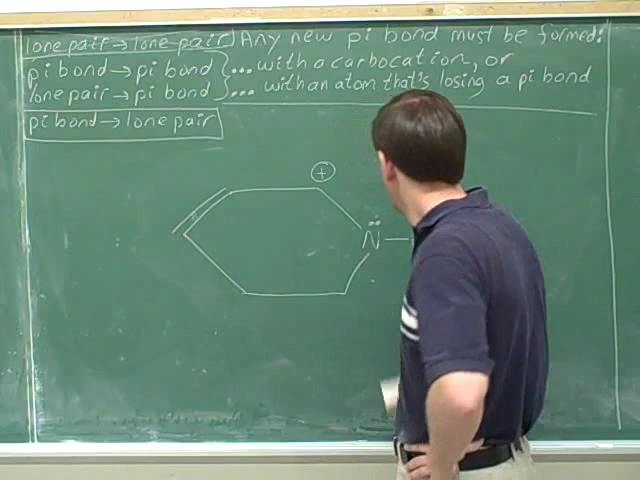 lone pair → lone pair Any new pi bond must be formed:
pi bond → pi bond ... with a carbocation, or
lone pair → pi bond ... with an atom that's losing a pi bond
pi bond → lone pair
+
N